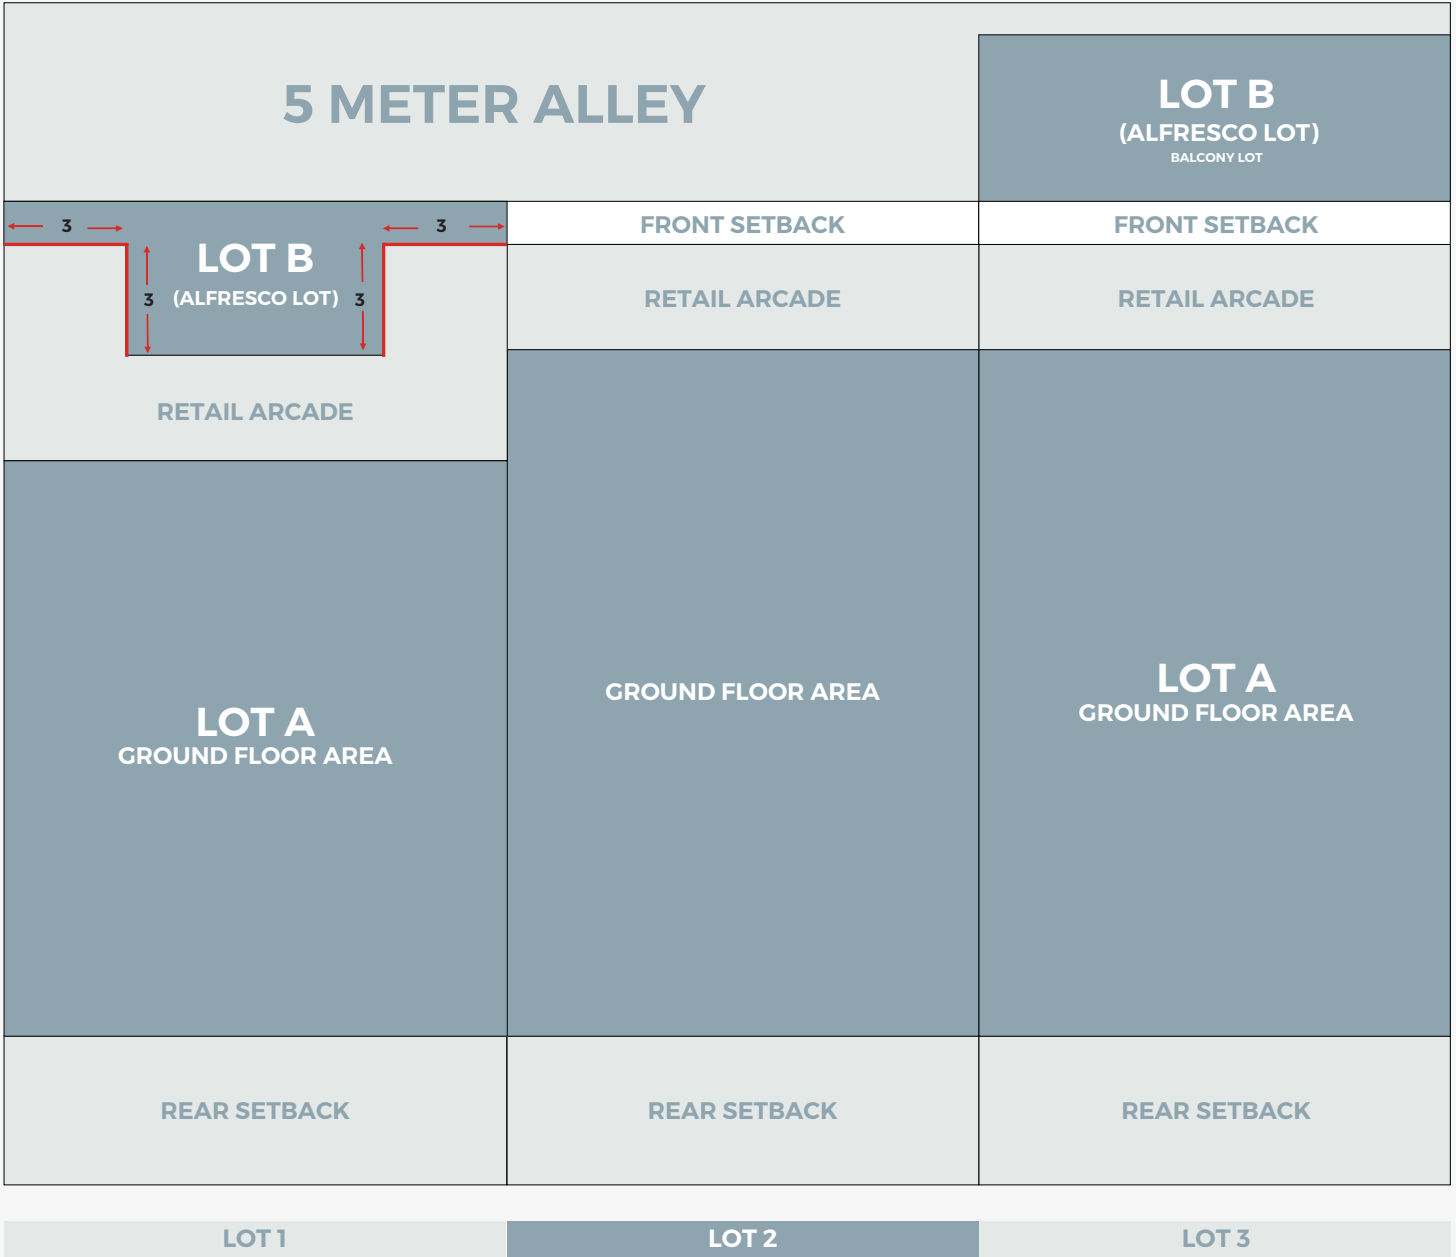 5 METER ALLEY
LOT B
(ALFRESCO LOT)
BALCONY LOT
3
3
FRONT SETBACK
FRONT SETBACK
LOT B
3
(ALFRESCO LOT)
3
RETAIL ARCADE
RETAIL ARCADE
RETAIL ARCADE
LOT A
GROUND FLOOR AREA
GROUND FLOOR AREA
LOT A
GROUND FLOOR AREA
REAR SETBACK
REAR SETBACK
REAR SETBACK
LOT 1
LOT 2
LOT 3